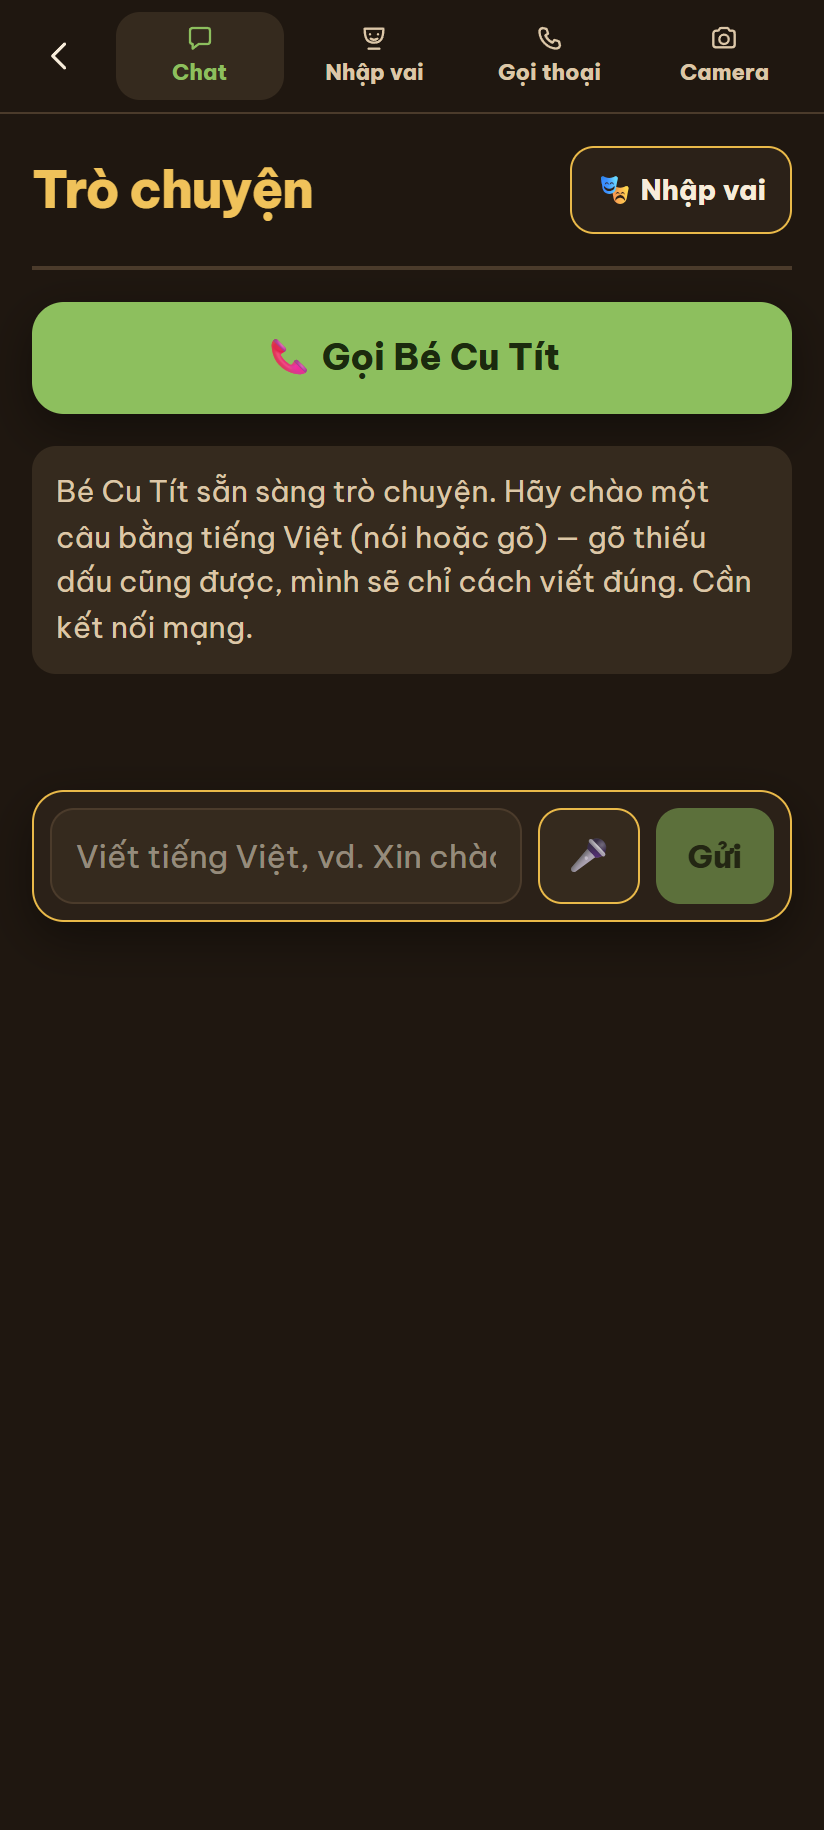 Chat
Nhập vai
Gọi thoại
Camera
Trò chuyện
Nhập vai
Gọi Bé Cu Tít
Bé Cu Tít sẵn sàng trò chuyện. Hãy chào một
câu bằng tiếng Việt (nói hoặc gõ) — gõ thiếu
dấu cũng được, mình sẽ chỉ cách viết đúng. Cần
kết nối mạng.
Viết tiếng Việt, vd. Xin chào
Gửi